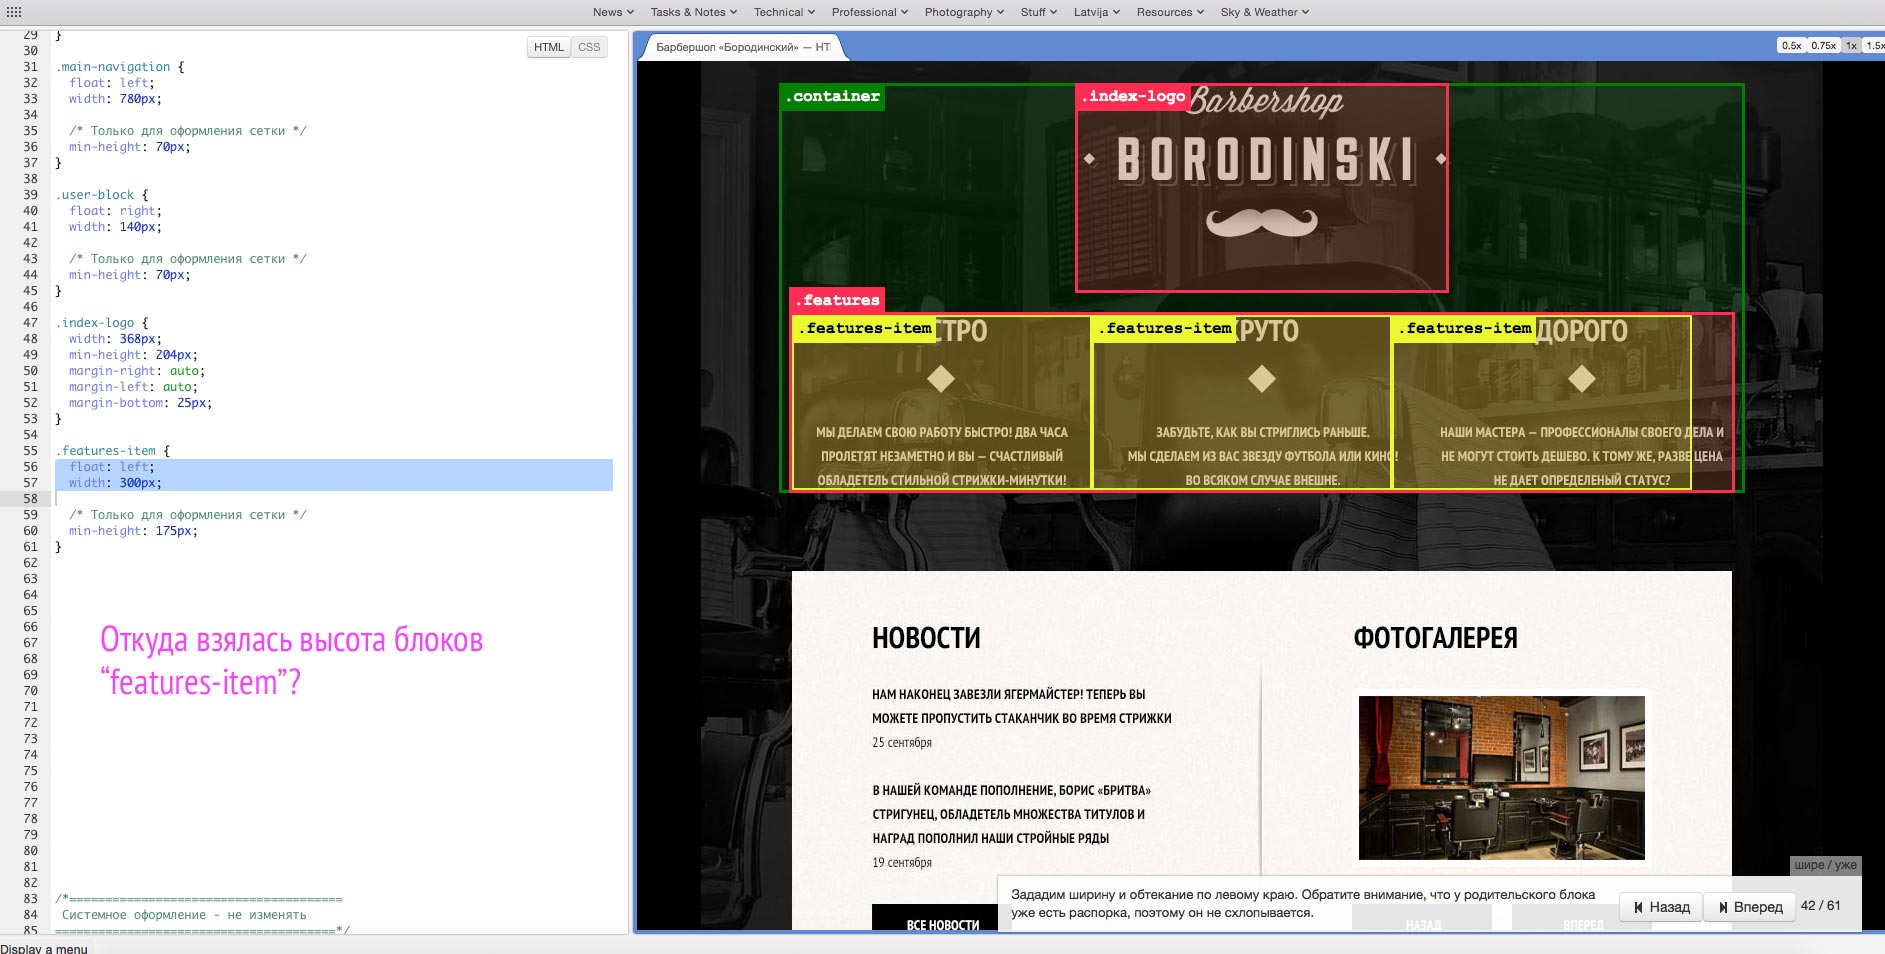 News Tasks & Notes Technical Professional Photography Stuff Latvija Resources Sky & Weather
HTML CSS
29 }
30
31 .main-navigation {
32 float: left;
33 width: 780px;
34
35 /* Только для оформления сетки */
36 min-height: 70px;
37 }
38
39 .user-block {
40 float: right;
41 width: 140px;
42
43 /* Только для оформления сетки */
44 min-height: 70px;
45 }
46
47 .index-logo {
48 width: 368px;
49 min-height: 204px;
50 margin-right: auto;
51 margin-left: auto;
52 margin-bottom: 25px;
53 }
54
55 .features-item {
56 float: left;
57 width: 300px;
58
59 /* Только для оформления сетки */
60 min-height: 175px;
61 }
62
63
64
65
66
67
68
69
70
71
72
73
74
75
76
77
78
79
80
81
82
83 /*======================================
84 Системное оформление - не изменять
85 =======================================*/
Откуда взялась высота блоков
“features-item”?
Display a menu
Барбершоп «Бородинский» — HT
0.5x 0.75x 1x 1.5x
.container
.index-logo
Barbershop
BORODINSKI
.features
.features-item СТРО
.features-item КРУТО
.features-item ДОРОГО
МЫ ДЕЛАЕМ СВОЮ РАБОТУ БЫСТРО! ДВА ЧАСА
ПРОЛЕТЯТ НЕЗАМЕТНО И ВЫ — СЧАСТЛИВЫЙ
ОБЛАДАТЕЛЬ СТИЛЬНОЙ СТРИЖКИ-МИНУТКИ!
ЗАБУДЬТЕ, КАК ВЫ СТРИГЛИСЬ РАНЬШЕ.
МЫ СДЕЛАЕМ ИЗ ВАС ЗВЕЗДУ ФУТБОЛА ИЛИ КИНО!
ВО ВСЯКОМ СЛУЧАЕ ВНЕШНЕ.
НАШИ МАСТЕРА — ПРОФЕССИОНАЛЫ СВОЕГО ДЕЛА И
НЕ МОГУТ СТОИТЬ ДЕШЕВО. К ТОМУ ЖЕ, РАЗВЕ ЦЕНА
НЕ ДАЕТ ОПРЕДЕЛЕНЫЙ СТАТУС?
НОВОСТИ
НАМ НАКОНЕЦ ЗАВЕЗЛИ ЯГЕРМАЙСТЕР! ТЕПЕРЬ ВЫ
МОЖЕТЕ ПРОПУСТИТЬ СТАКАНЧИК ВО ВРЕМЯ СТРИЖКИ
25 сентября
В НАШЕЙ КОМАНДЕ ПОПОЛНЕНИЕ, БОРИС «БРИТВА»
СТРИГУНЕЦ, ОБЛАДЕТЕЛЬ МНОЖЕСТВА ТИТУЛОВ И
НАГРАД ПОПОЛНИЛ НАШИ СТРОЙНЫЕ РЯДЫ
19 сентября
ВСЕ НОВОСТИ
ФОТОГАЛЕРЕЯ
НАЗАД ВПЕРЕД
шире / уже
Зададим ширину и обтекание по левому краю. Обратите внимание, что у родительского блока
уже есть распорка, поэтому он не схлопывается.
Назад Вперед 42 / 61